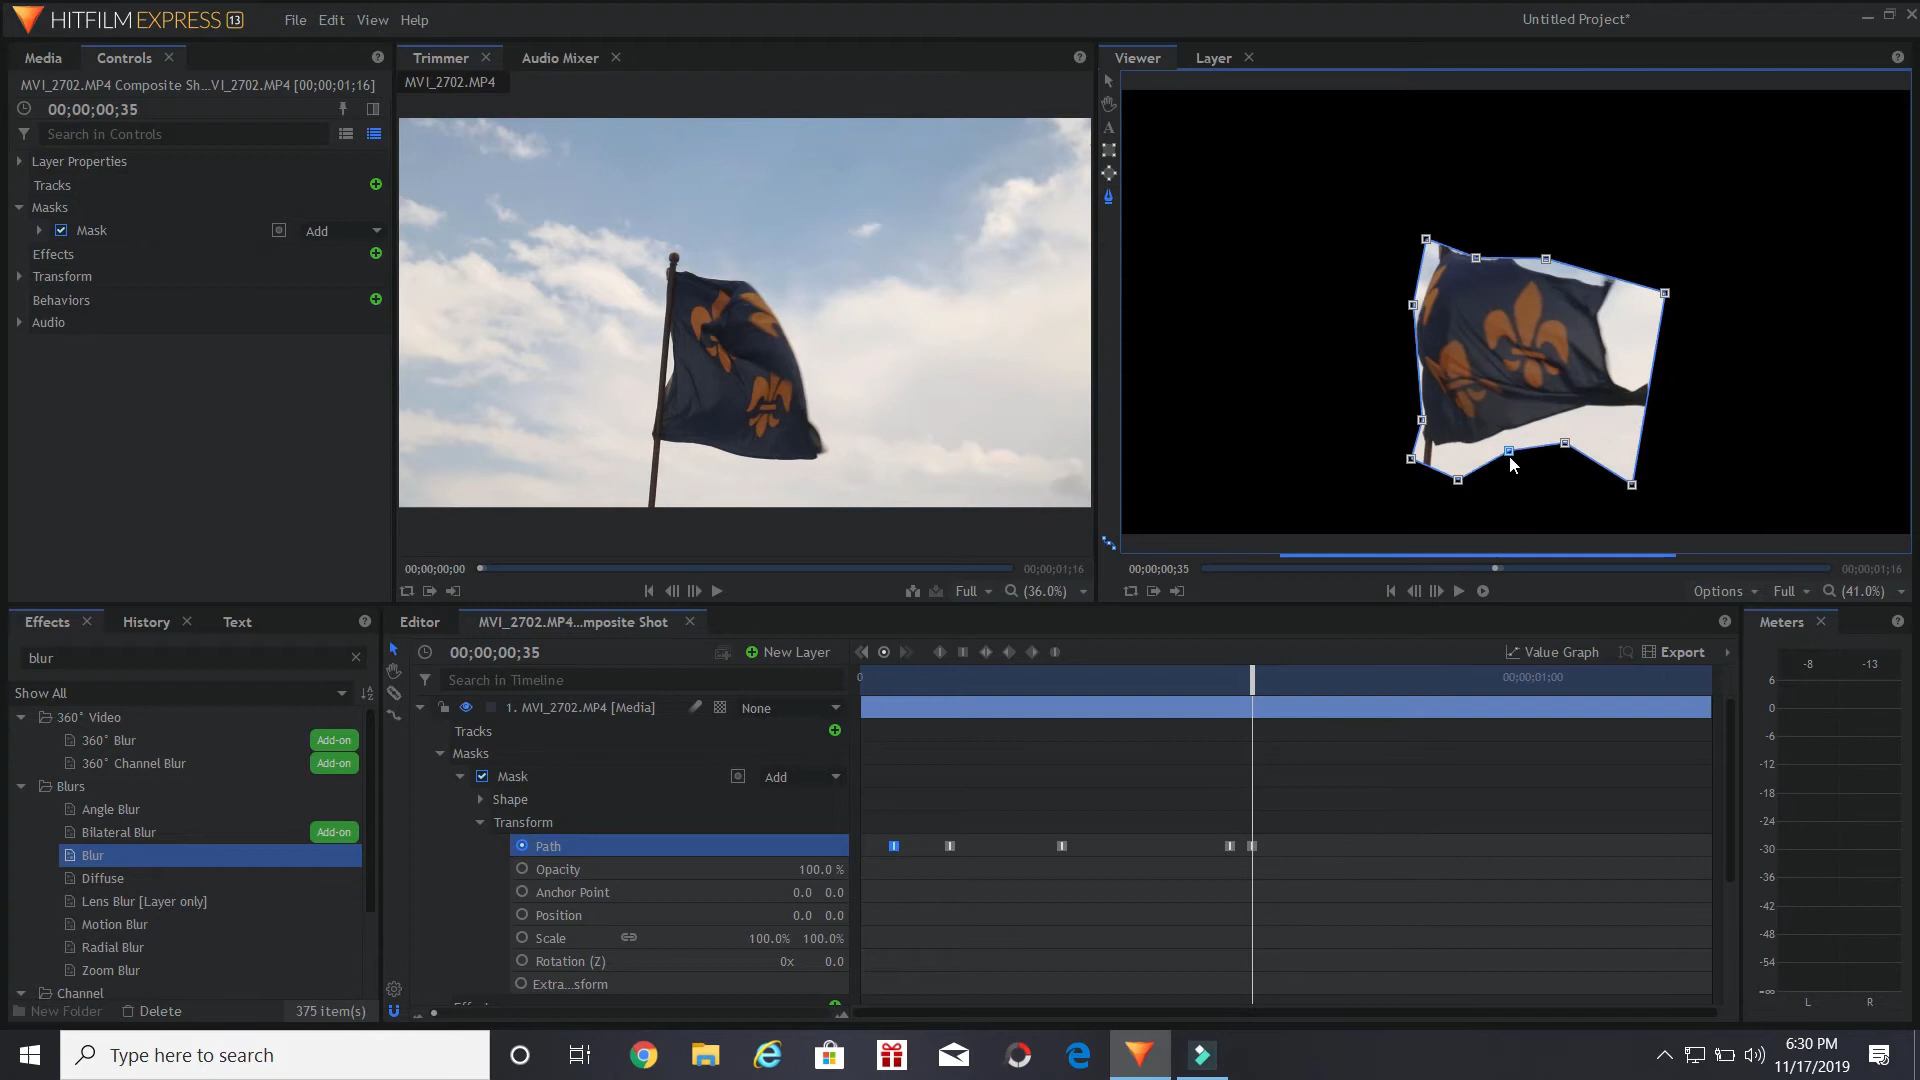 HITFILM EXPRESS 13
File Edit View Help
Untitled Project*
Media Controls
MVI_2702.MP4 Composite Sh...VI_2702.MP4 [00;00;01;16]
00;00;00;35
Search in Controls
Layer Properties
Tracks
Masks
Mask Add
Effects
Transform
Behaviors
Audio
Trimmer Audio Mixer
MVI_2702.MP4
00;00;00;00 00;00;01;16
Full (36.0%)
Viewer Layer
A
00;00;00;35 00;00;01;16
Options Full (41.0%)
Effects History Text
blur
Show All
360° Video
360° Blur Add-on
360° Channel Blur Add-on
Blurs
Angle Blur
Bilateral Blur Add-on
Blur
Diffuse
Lens Blur [Layer only]
Motion Blur
Radial Blur
Zoom Blur
Channel
New Folder Delete 375 item(s)
Editor MVI_2702.MP4...mposite Shot
00;00;00;35 New Layer Value Graph Export
Search in Timeline
0 00;00;01;00
1. MVI_2702.MP4 [Media] None
Tracks
Masks
Mask Add
Shape
Transform
Path
Opacity 100.0 %
Anchor Point 0.0 0.0
Position 0.0 0.0
Scale 100.0% 100.0%
Rotation (Z) 0x 0.0
Extra...sform
Meters
-8 -13
6
0
-6
-12
-18
-24
-30
-36
-42
-48
-54
-∞
L R
Type here to search
6:30 PM
11/17/2019